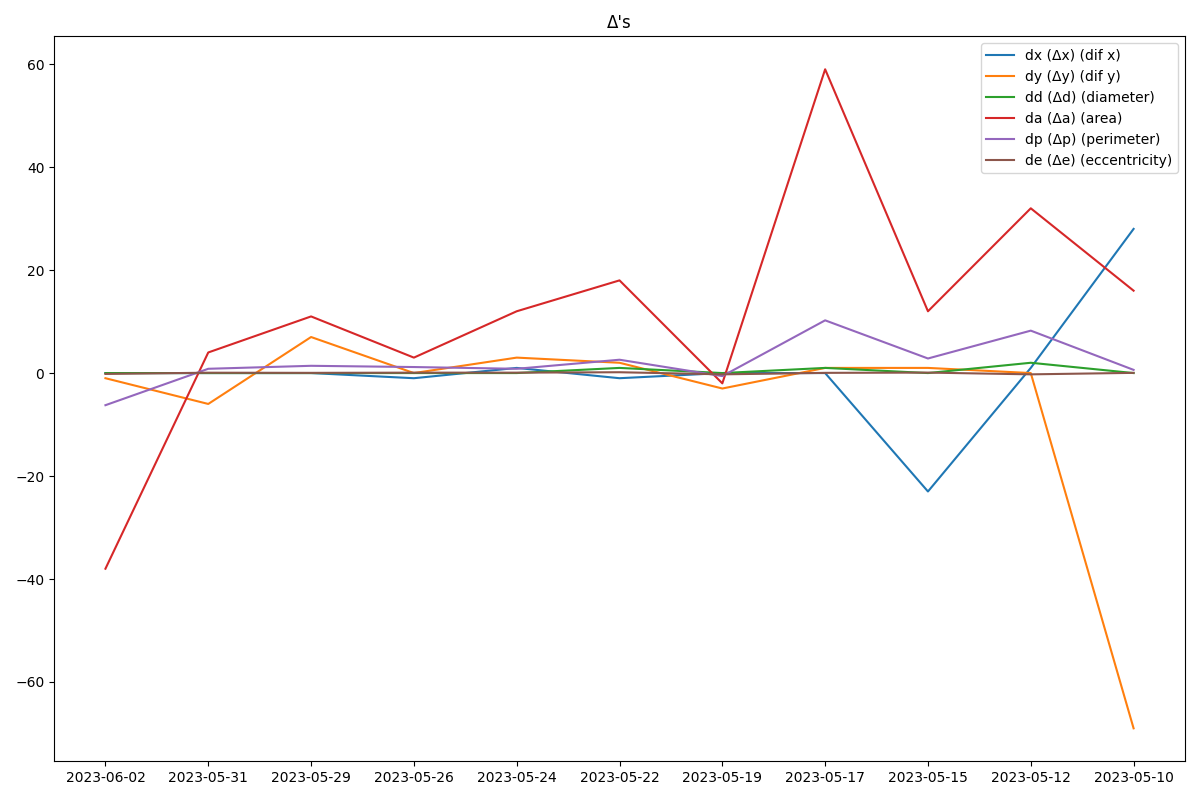 Δ's
dx (Δx) (dif x)
dy (Δy) (dif y)
dd (Δd) (diameter)
da (Δa) (area)
dp (Δp) (perimeter)
de (Δe) (eccentricity)
60
40
20
0
−20
−40
−60
2023-06-02 2023-05-31 2023-05-29 2023-05-26 2023-05-24 2023-05-22 2023-05-19 2023-05-17 2023-05-15 2023-05-12 2023-05-10